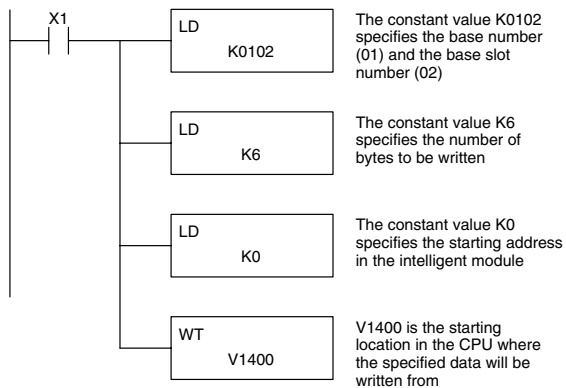 X1
LD
K0102
The constant value K0102
specifies the base number
(01) and the base slot
number (02)
LD
K6
The constant value K6
specifies the number of
bytes to be written
LD
K0
The constant value K0
specifies the starting address
in the intelligent module
WT
V1400
V1400 is the starting
location in the CPU where
the specified data will be
written from